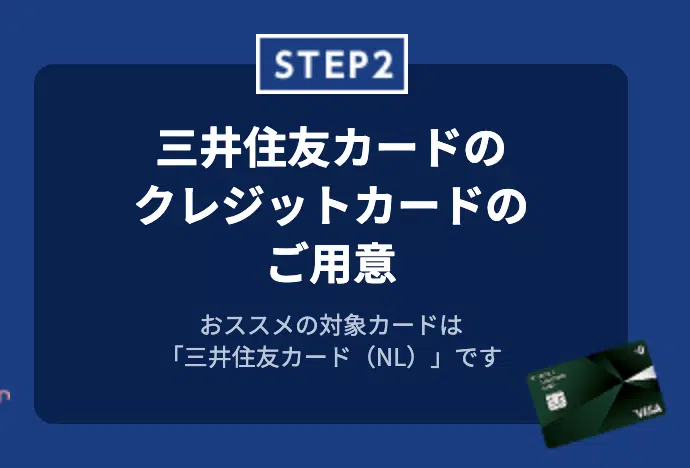 STEP2
三井住友カードの
クレジットカードの
ご用意
おススメの対象カードは
「三井住友カード（NL）」です
VISA